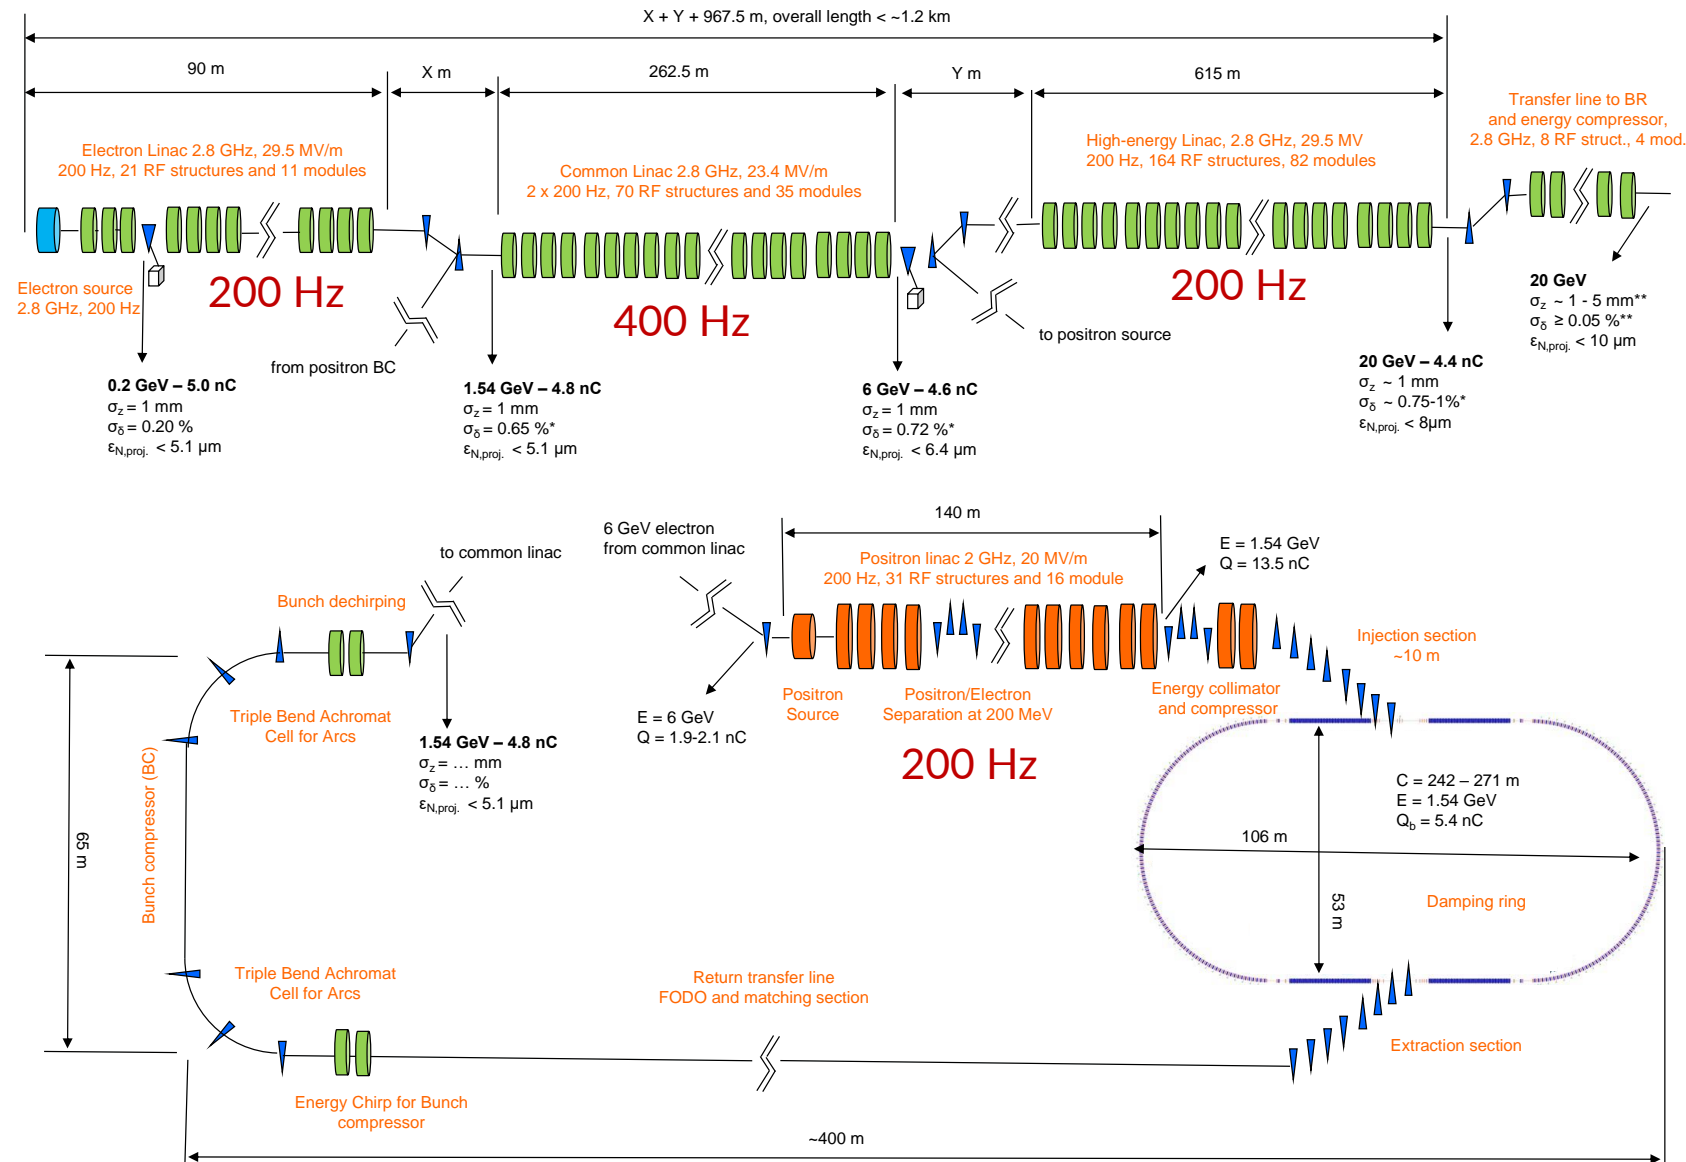 X + Y + 967.5 m, overall length < ~1.2 km
90 m
X m
262.5 m
Y m
615 m
Transfer line to BR
and energy compressor,
2.8 GHz, 8 RF struct., 4 mod.
Electron Linac 2.8 GHz, 29.5 MV/m
200 Hz, 21 RF structures and 11 modules
Common Linac 2.8 GHz, 23.4 MV/m
2 x 200 Hz, 70 RF structures and 35 modules
High-energy Linac, 2.8 GHz, 29.5 MV
200 Hz, 164 RF structures, 82 modules
Electron source
2.8 GHz, 200 Hz
200 Hz
400 Hz
200 Hz
from positron BC
to positron source
0.2 GeV – 5.0 nC
σz = 1 mm
σδ = 0.20 %
εN,proj. < 5.1 µm
1.54 GeV – 4.8 nC
σz = 1 mm
σδ = 0.65 %*
εN,proj. < 5.1 µm
6 GeV – 4.6 nC
σz = 1 mm
σδ = 0.72 %*
εN,proj. < 6.4 µm
20 GeV – 4.4 nC
σz ~ 1 mm
σδ ~ 0.75-1%*
εN,proj. < 8µm
20 GeV
σz ~ 1 - 5 mm**
σδ ≥ 0.05 %**
εN,proj. < 10 µm
140 m
6 GeV electron
from common linac
to common linac
Positron linac 2 GHz, 20 MV/m
200 Hz, 31 RF structures and 16 module
E = 1.54 GeV
Q = 13.5 nC
Bunch dechirping
Injection section
~10 m
Triple Bend Achromat
Cell for Arcs
Positron
Source
Positron/Electron
Separation at 200 MeV
Energy collimator
and compressor
E = 6 GeV
Q = 1.9-2.1 nC
200 Hz
1.54 GeV – 4.8 nC
σz = … mm
σδ = … %
εN,proj. < 5.1 µm
65 m
Bunch compressor (BC)
C = 242 – 271 m
E = 1.54 GeV
Qb = 5.4 nC
106 m
53 m
Damping ring
Triple Bend Achromat
Cell for Arcs
Return transfer line
FODO and matching section
Extraction section
Energy Chirp for Bunch
compressor
~400 m